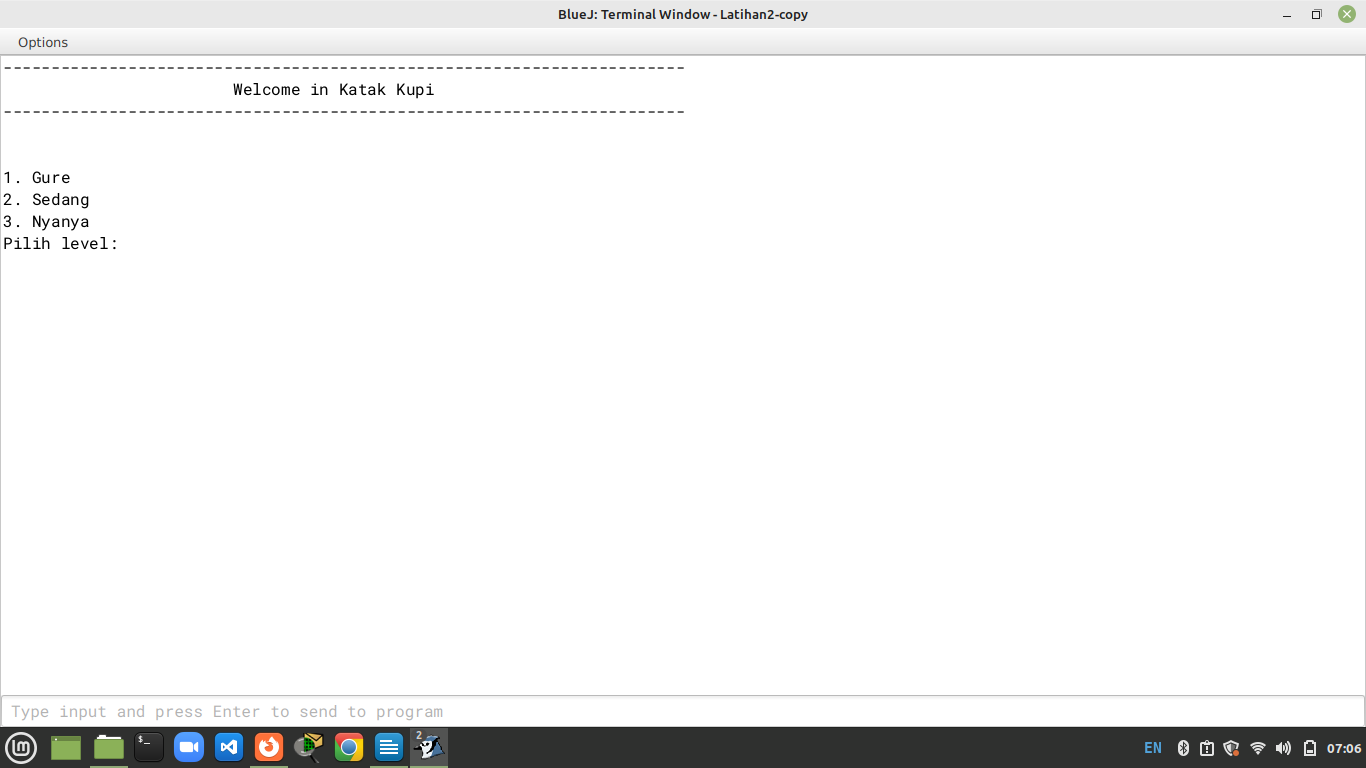 BlueJ: Terminal Window - Latihan2-copy
Options
-----------------------------------------------------------------------
Welcome in Katak Kupi
-----------------------------------------------------------------------
1. Gure
2. Sedang
3. Nyanya
Pilih level:
Type input and press Enter to send to program
$_
2
EN
07:06